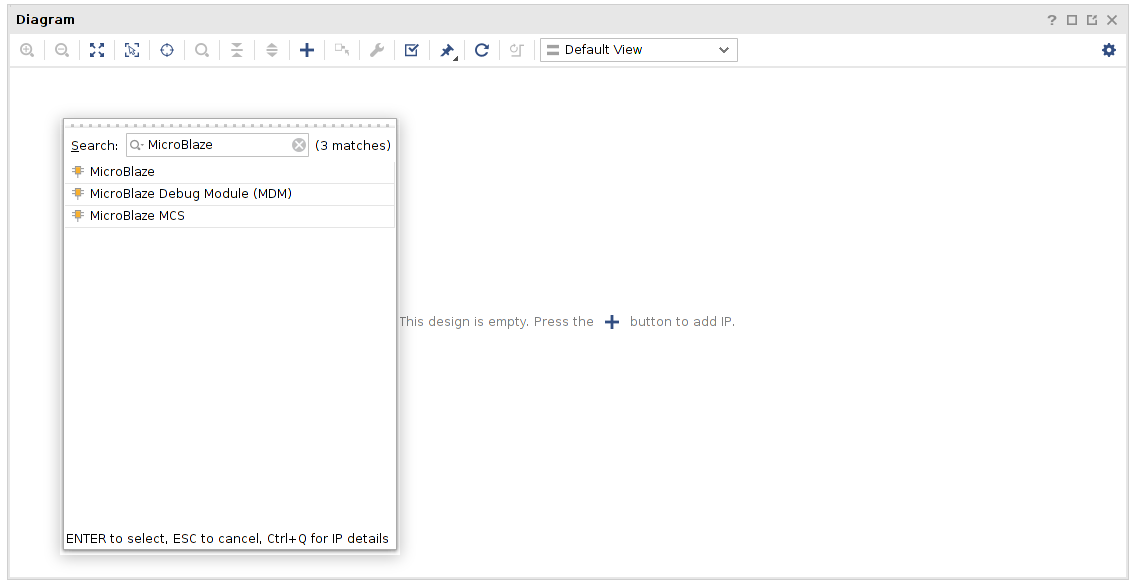 Diagram
Default View
Search: MicroBlaze (3 matches)
MicroBlaze
MicroBlaze Debug Module (MDM)
MicroBlaze MCS
This design is empty. Press the + button to add IP.
ENTER to select, ESC to cancel, Ctrl+Q for IP details